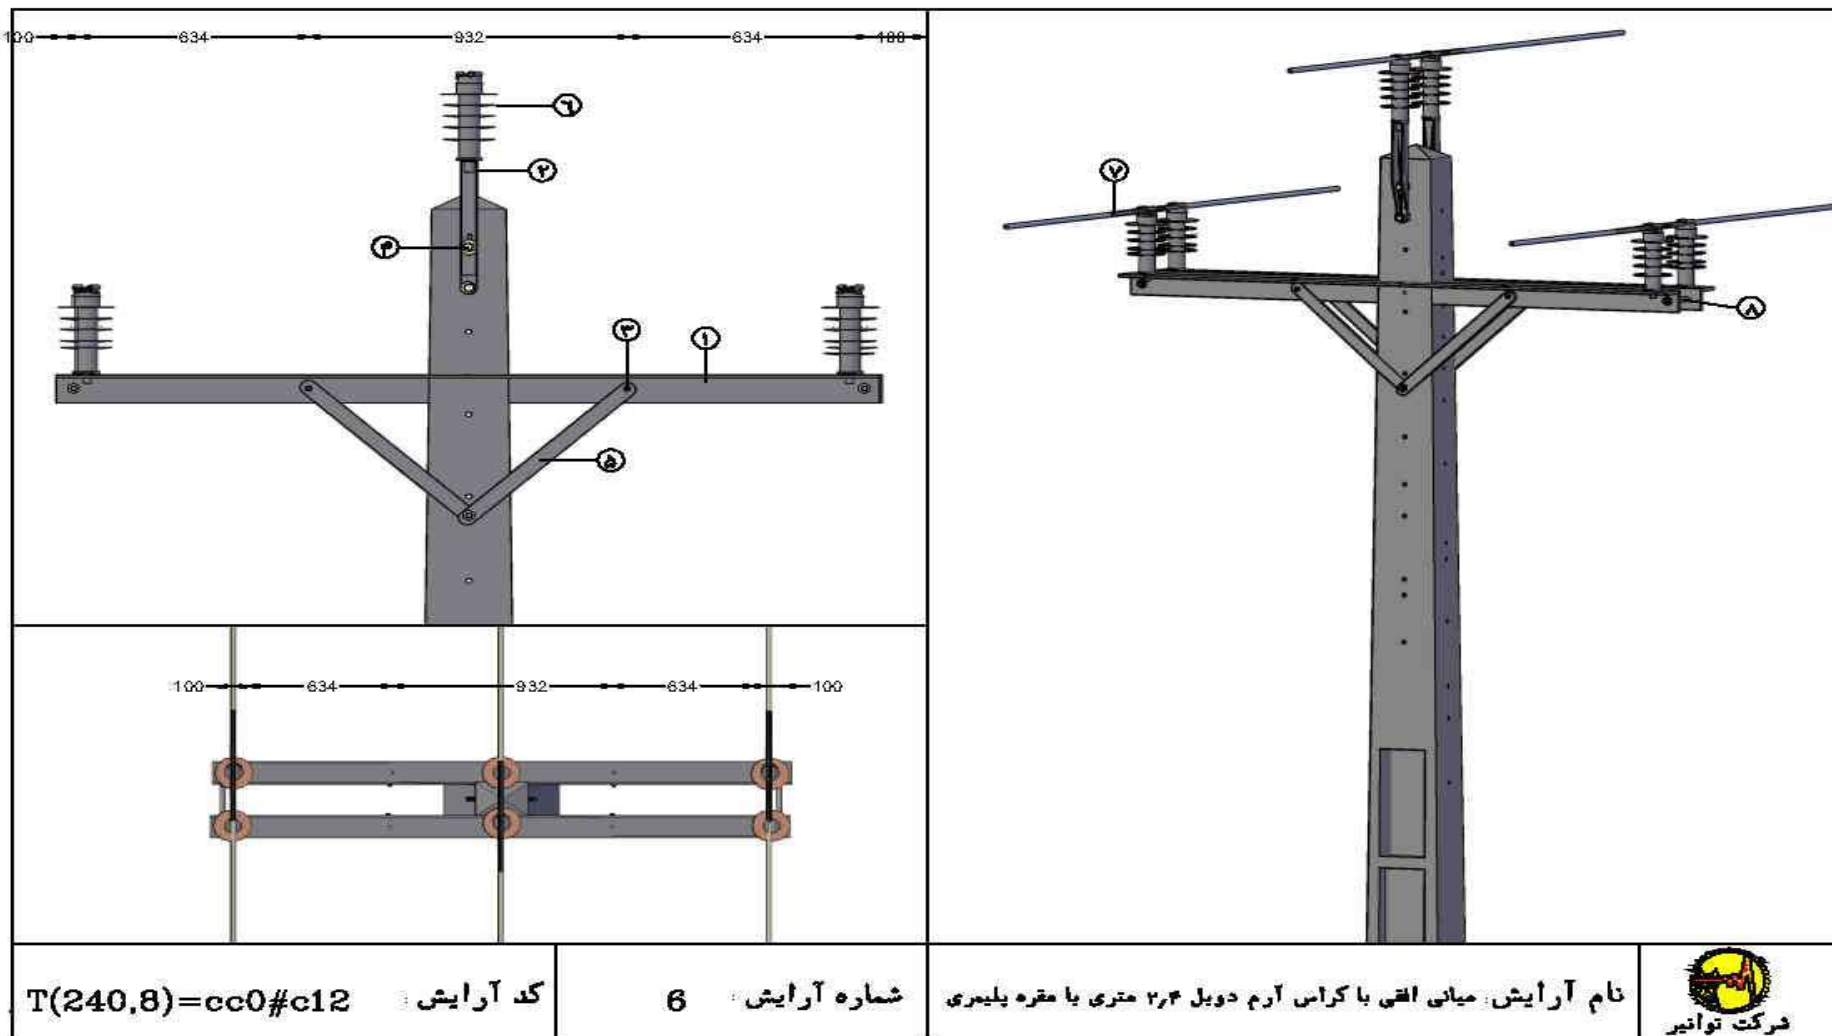 100 634 932 634 100
۶
۲
۴
۳
۱
۵
۷
۸
100 634 932 634 100
T(240,8)=cc0#c12 کد آرایش:
شماره آرایش: 6
نام آرایش: میانی افقی با کراس آرم دوبل ۲٫۴ متری با مقره پلیمری
شرکت توانیر